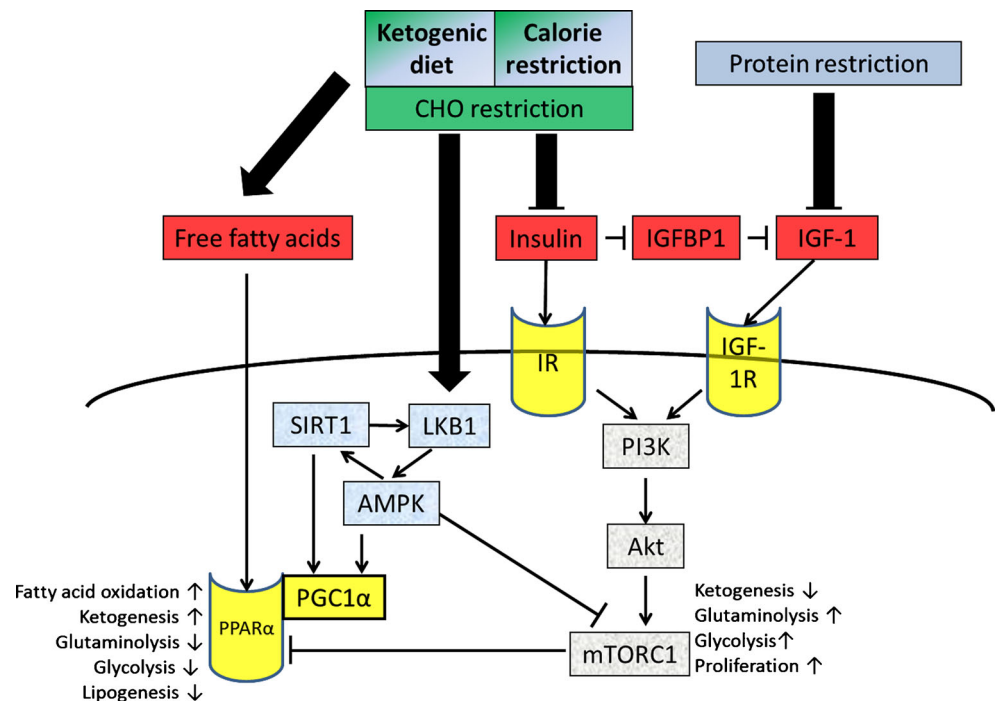 Ketogenic
diet
Calorie
restriction
CHO restriction
Protein restriction
Free fatty acids
Insulin
IGFBP1
IGF-1
IR
IGF-
1R
SIRT1
LKB1
PI3K
AMPK
Akt
PGC1α
PPARα
mTORC1
Fatty acid oxidation ↑
Ketogenesis ↑
Glutaminolysis ↓
Glycolysis ↓
Lipogenesis ↓
Ketogenesis ↓
Glutaminolysis ↑
Glycolysis↑
Proliferation ↑